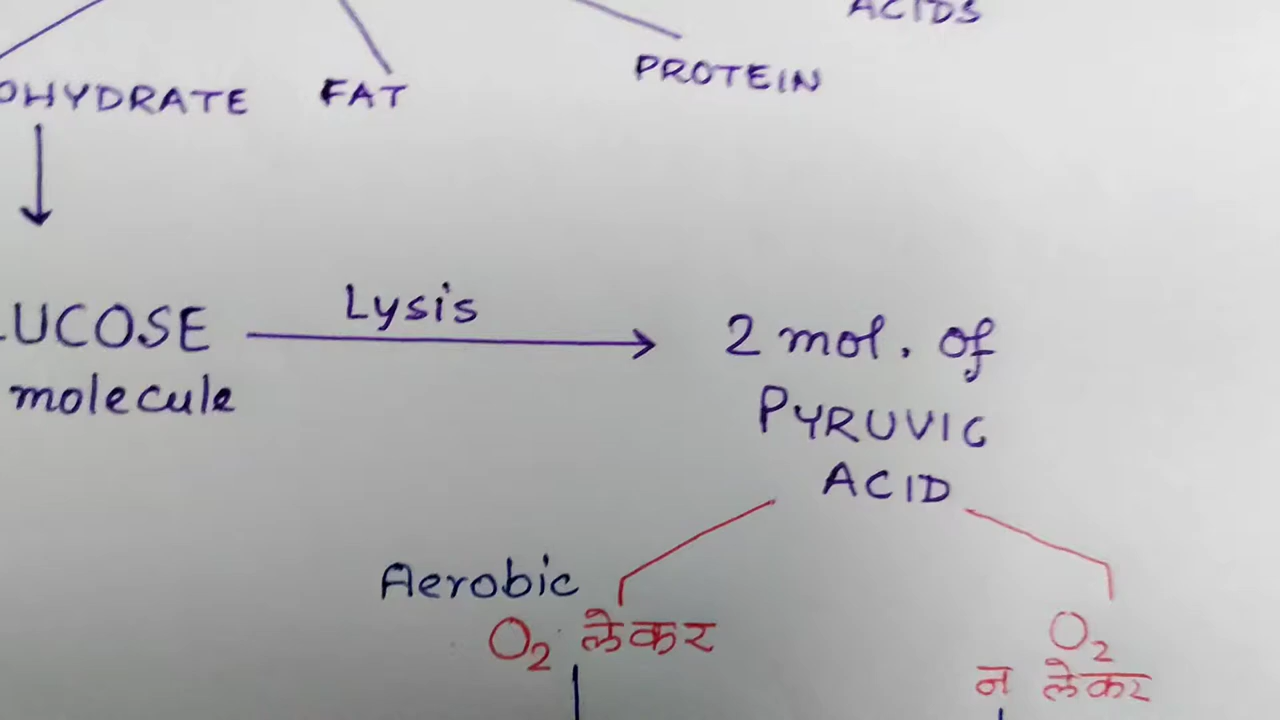 ACIDS
OHYDRATE FAT PROTEIN
Lysis
LUCOSE 2 mol. of
molecule PYRUVIC
ACID
Aerobic
O₂ लेकर O₂
न लेकर